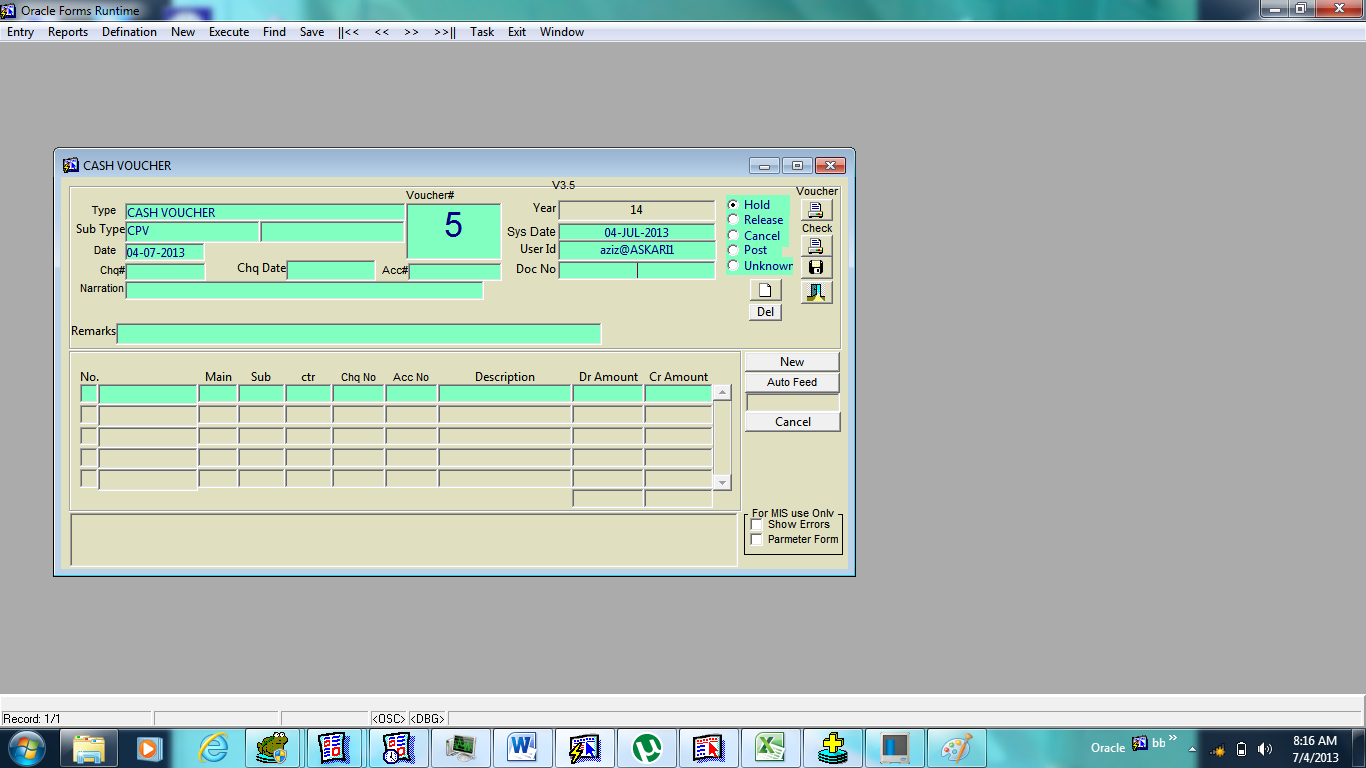 Oracle Forms Runtime
Entry Reports Defination New Execute Find Save ||<< << >> >>|| Task Exit Window
CASH VOUCHER
V3.5
Voucher#
Voucher
Type CASH VOUCHER
5
Year 14
Hold
Sub Type CPV
Release
Sys Date 04-JUL-2013
Check
Cancel
Date 04-07-2013
User Id aziz@ASKARI1
Post
Chq#
Chq Date
Acc#
Doc No
Unknown
Narration
Del
Remarks
New
No. Main Sub ctr Chq No Acc No Description Dr Amount Cr Amount
Auto Feed
Cancel
For MIS use Only
Show Errors
Parmeter Form
Record: 1/1 <OSC> <DBG>
Oracle bb »
8:16 AM
7/4/2013